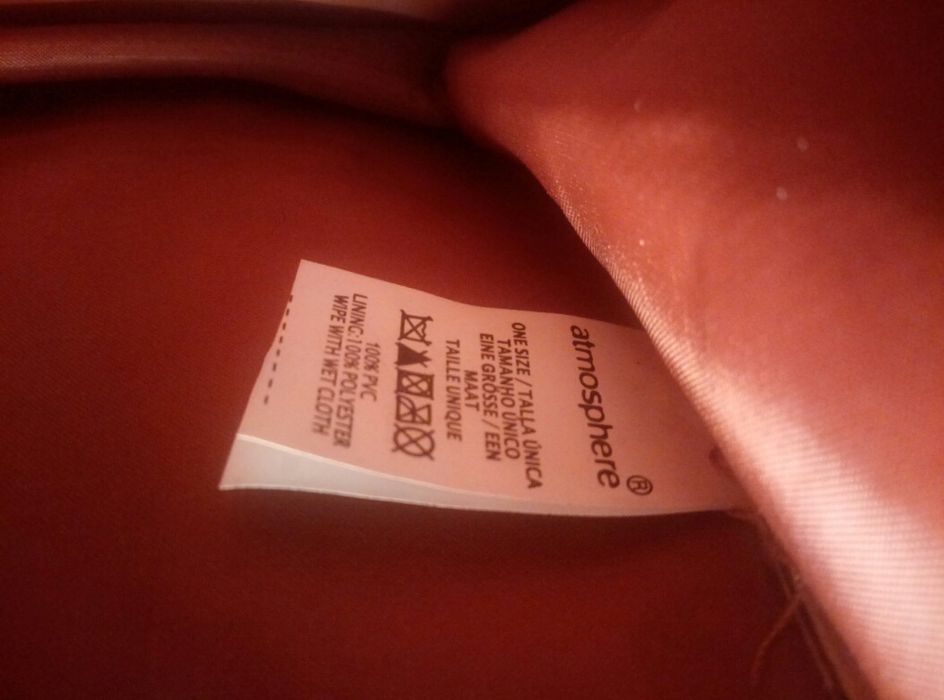 atmosphere®
ONE SIZE / TALLA ÚNICA
TAMANHO ÚNICO
EINE GRÖSSE / EEN
MAAT
TAILLE UNIQUE
100% PVC
LINING:100% POLYESTER
WIPE WITH WET CLOTH